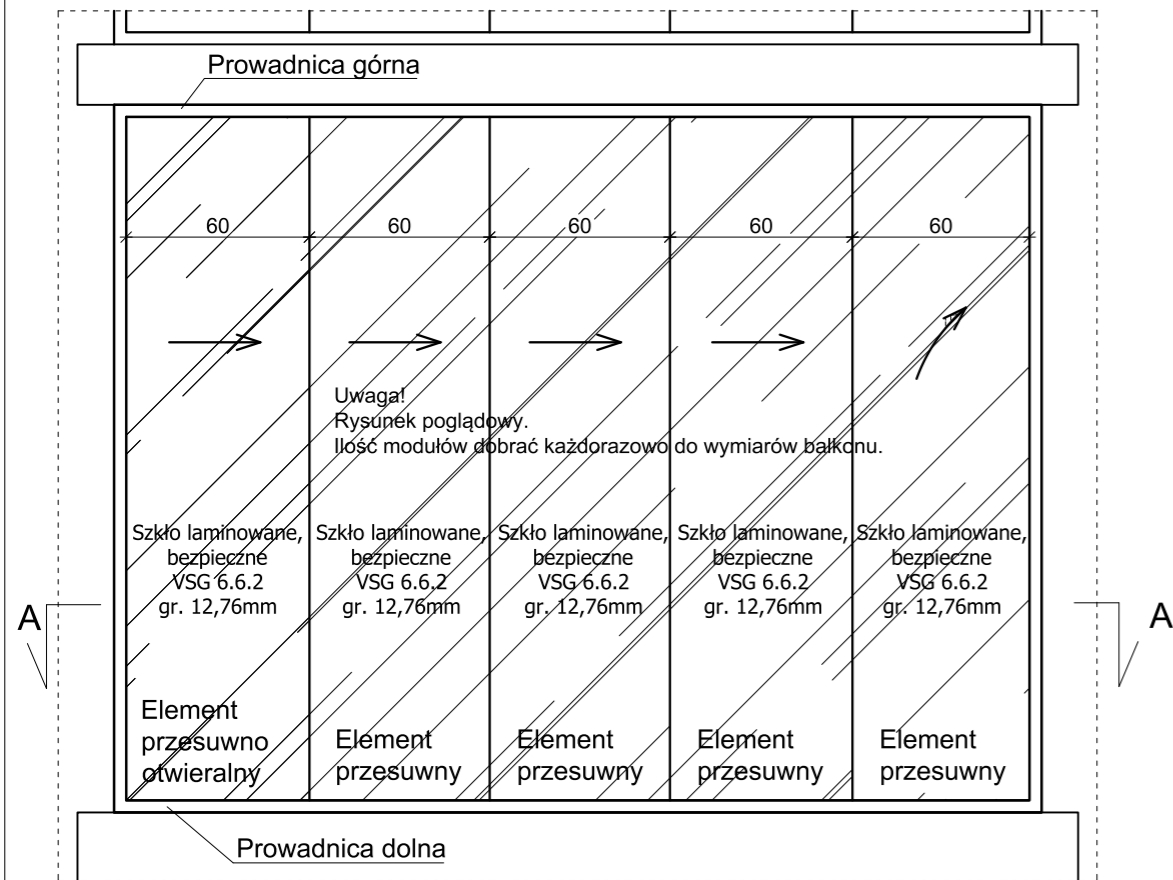 Prowadnica górna
60
60
60
60
60
Uwaga!
Rysunek poglądowy.
Ilość modułów dobrać każdorazowo do wymiarów balkonu.
Szkło laminowane,
bezpieczne
VSG 6.6.2
gr. 12,76mm
Szkło laminowane,
bezpieczne
VSG 6.6.2
gr. 12,76mm
Szkło laminowane,
bezpieczne
VSG 6.6.2
gr. 12,76mm
Szkło laminowane,
bezpieczne
VSG 6.6.2
gr. 12,76mm
Szkło laminowane,
bezpieczne
VSG 6.6.2
gr. 12,76mm
A
A
Element
przesuwno
otwieralny
Element
przesuwny
Element
przesuwny
Element
przesuwny
Element
przesuwny
Prowadnica dolna